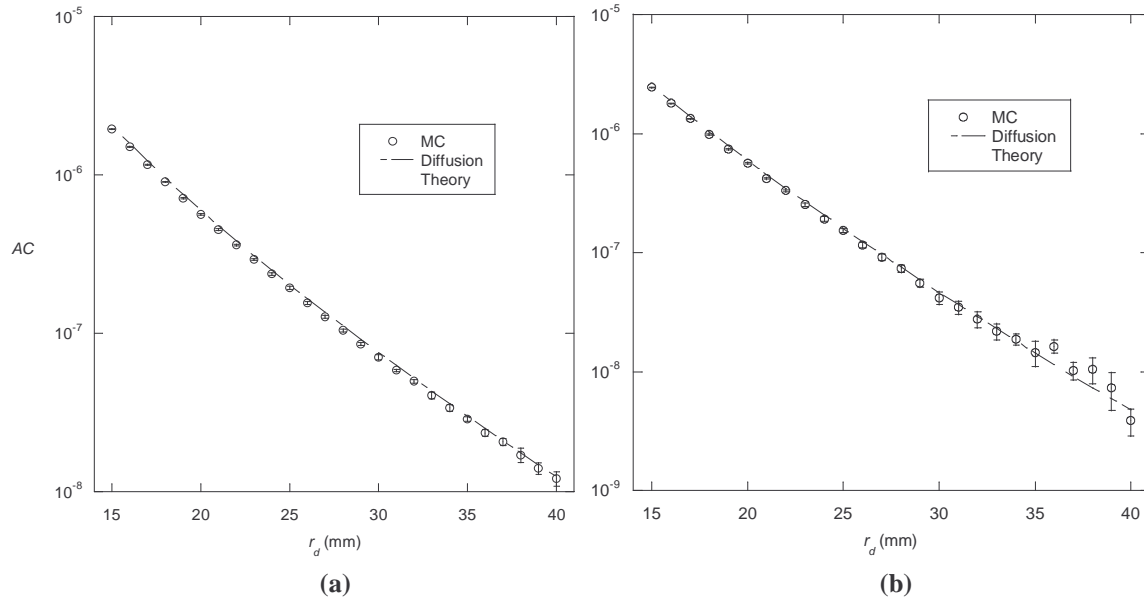 10-5
10-6
10-7
10-8
AC
MC
Diffusion
Theory
15 20 25 30 35 40
r_d (mm)
(a)
10-5
10-6
10-7
10-8
10-9
MC
Diffusion
Theory
15 20 25 30 35 40
r_d (mm)
(b)